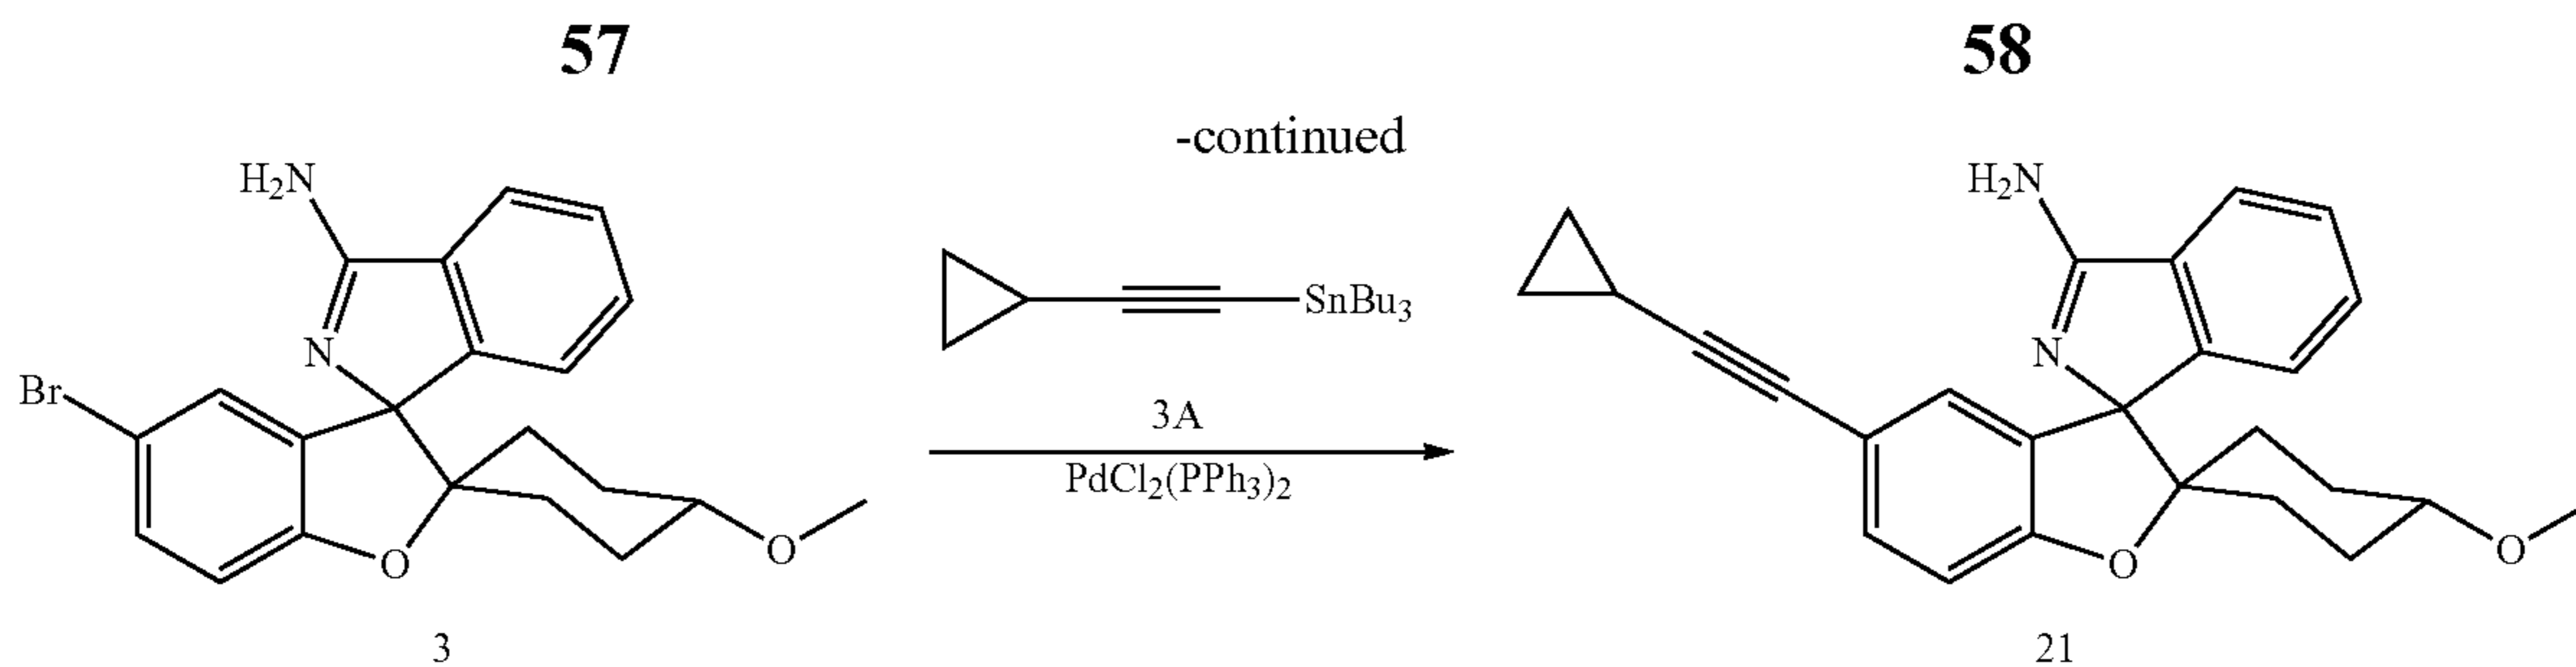 57
58
-continued
H2N
N
Br
O
O
3
SnBu3
3A
PdCl2(PPh3)2
H2N
N
O
O
21